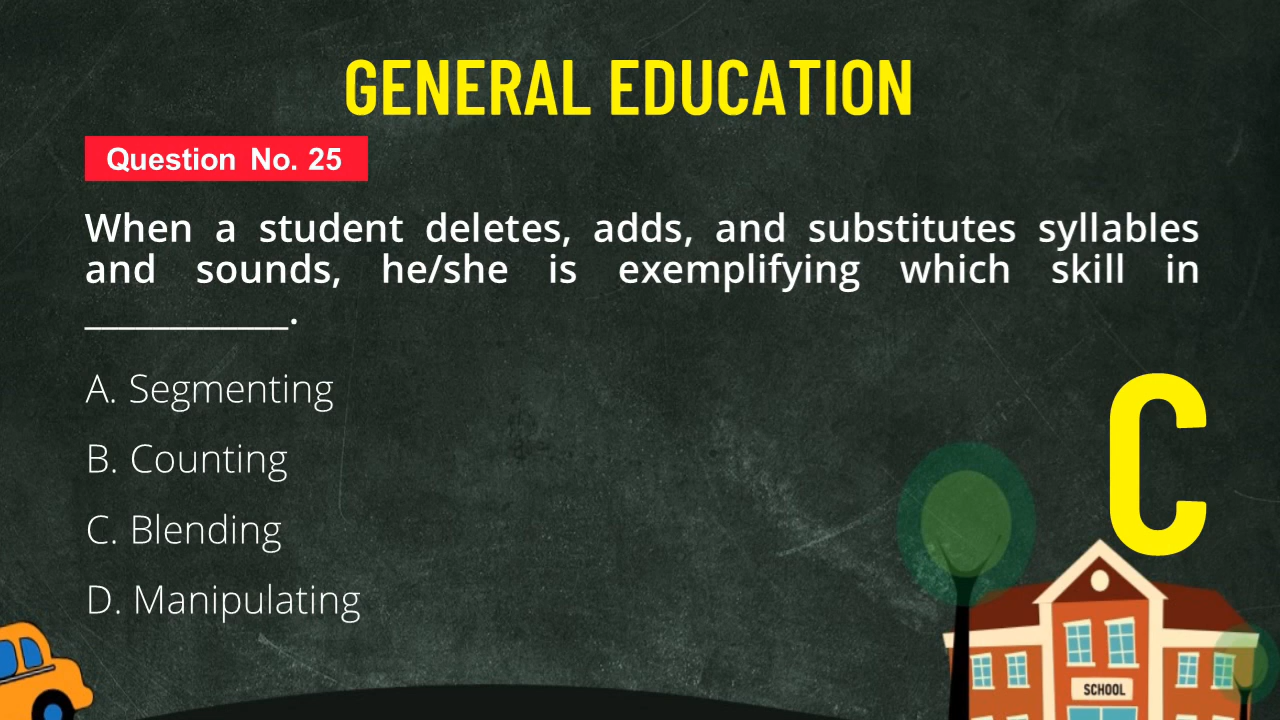 GENERAL EDUCATION
Question No. 25
When a student deletes, adds, and substitutes syllables
and sounds, he/she is exemplifying which skill in
___________.
A. Segmenting
B. Counting
C. Blending
D. Manipulating
C
SCHOOL